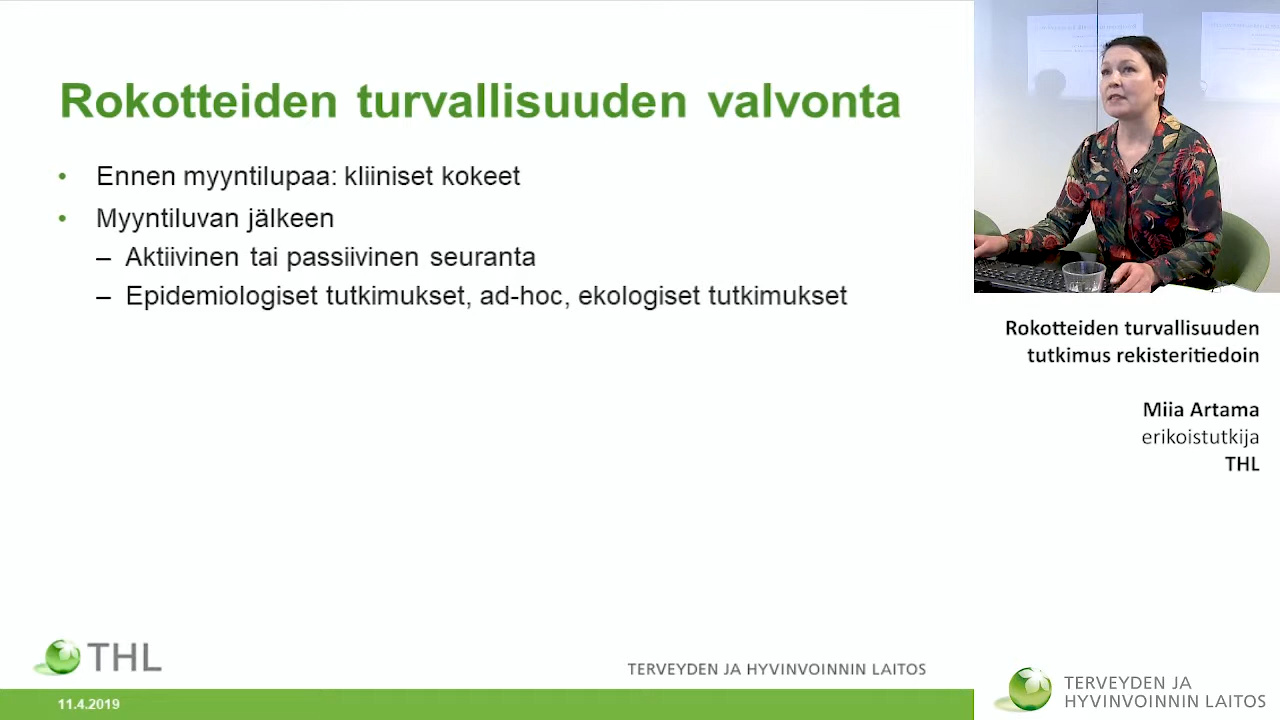 Rokotteiden turvallisuuden valvonta
• Ennen myyntilupaa: kliiniset kokeet
• Myyntiluvan jälkeen
– Aktiivinen tai passiivinen seuranta
– Epidemiologiset tutkimukset, ad-hoc, ekologiset tutkimukset
THL
TERVEYDEN JA HYVINVOINNIN LAITOS
11.4.2019
Rokotteiden turvallisuuden
tutkimus rekisteritiedoin
Miia Artama
erikoistutkija
THL
TERVEYDEN JA
HYVINVOINNIN LAITOS